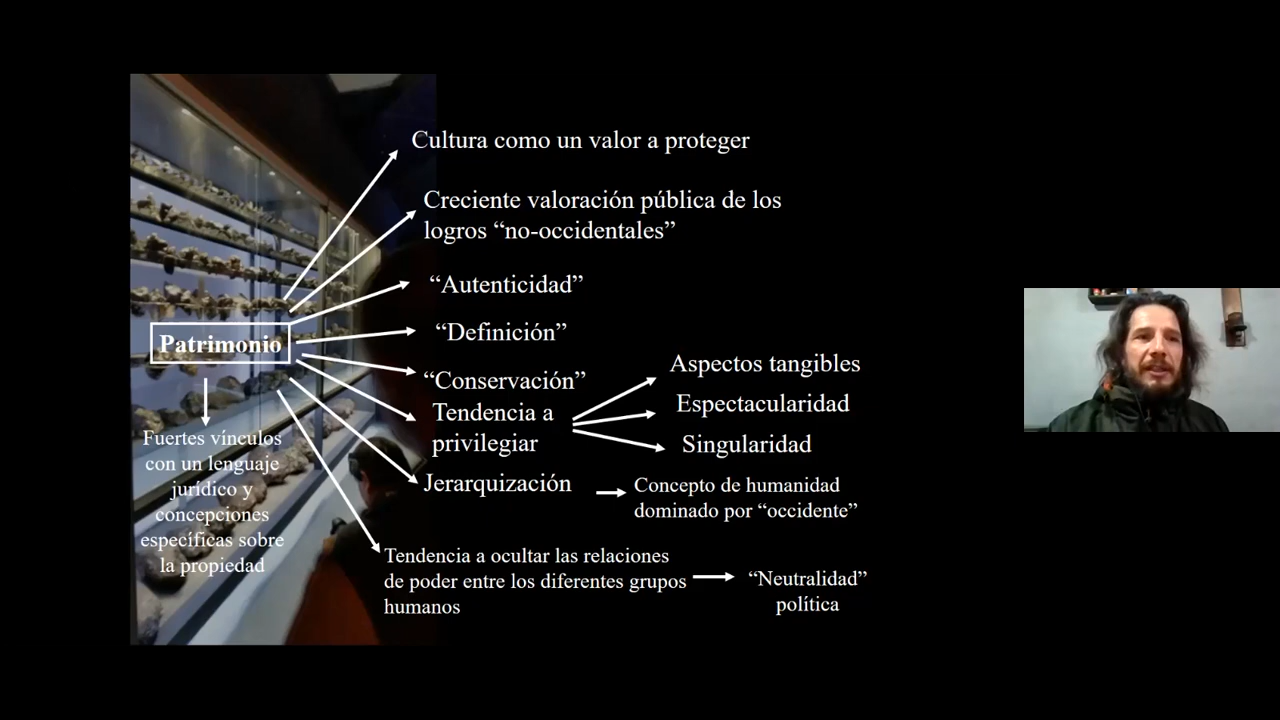 Cultura como un valor a proteger
Creciente valoración pública de los
logros “no-occidentales”
“Autenticidad”
“Definición”
Patrimonio
“Conservación”
Tendencia a
privilegiar
Aspectos tangibles
Espectacularidad
Singularidad
Jerarquización
Concepto de humanidad
dominado por “occidente”
Fuertes vínculos
con un lenguaje
jurídico y
concepciones
específicas sobre
la propiedad
Tendencia a ocultar las relaciones
de poder entre los diferentes grupos
humanos
“Neutralidad”
política